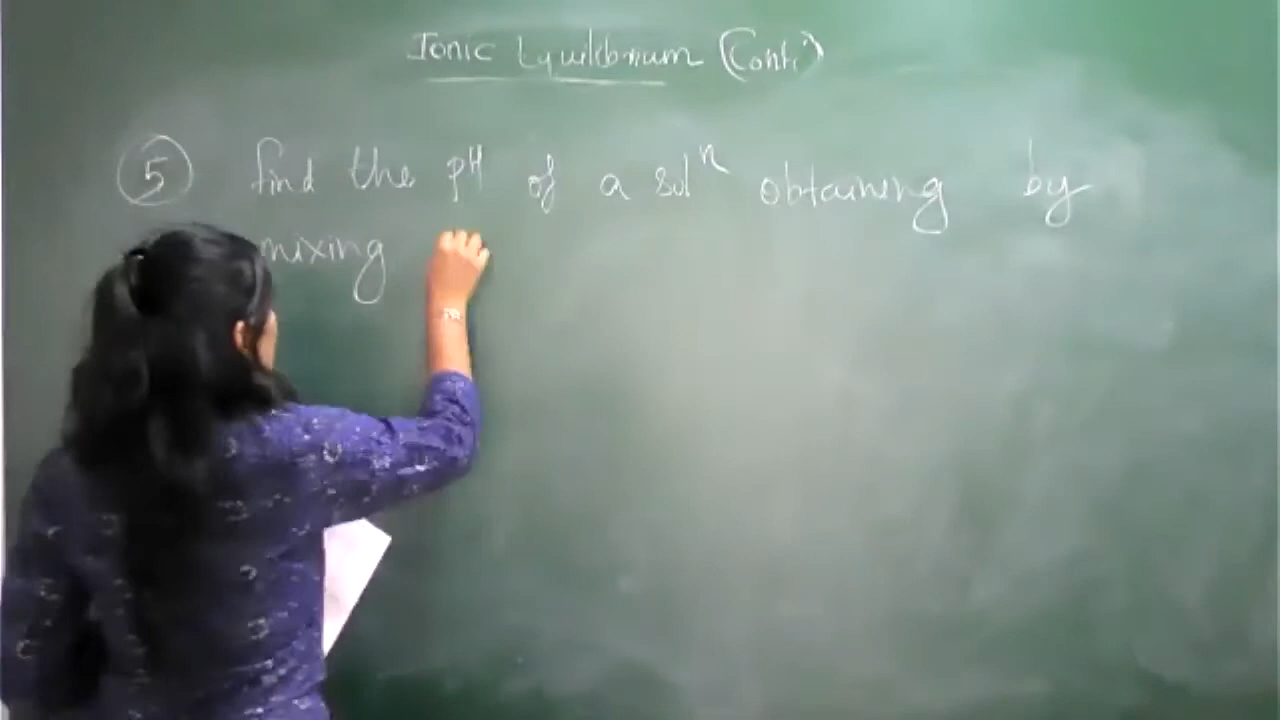 Ionic Equilibrium (Conti)
5 find the pH of a solⁿ obtaining by
mixing